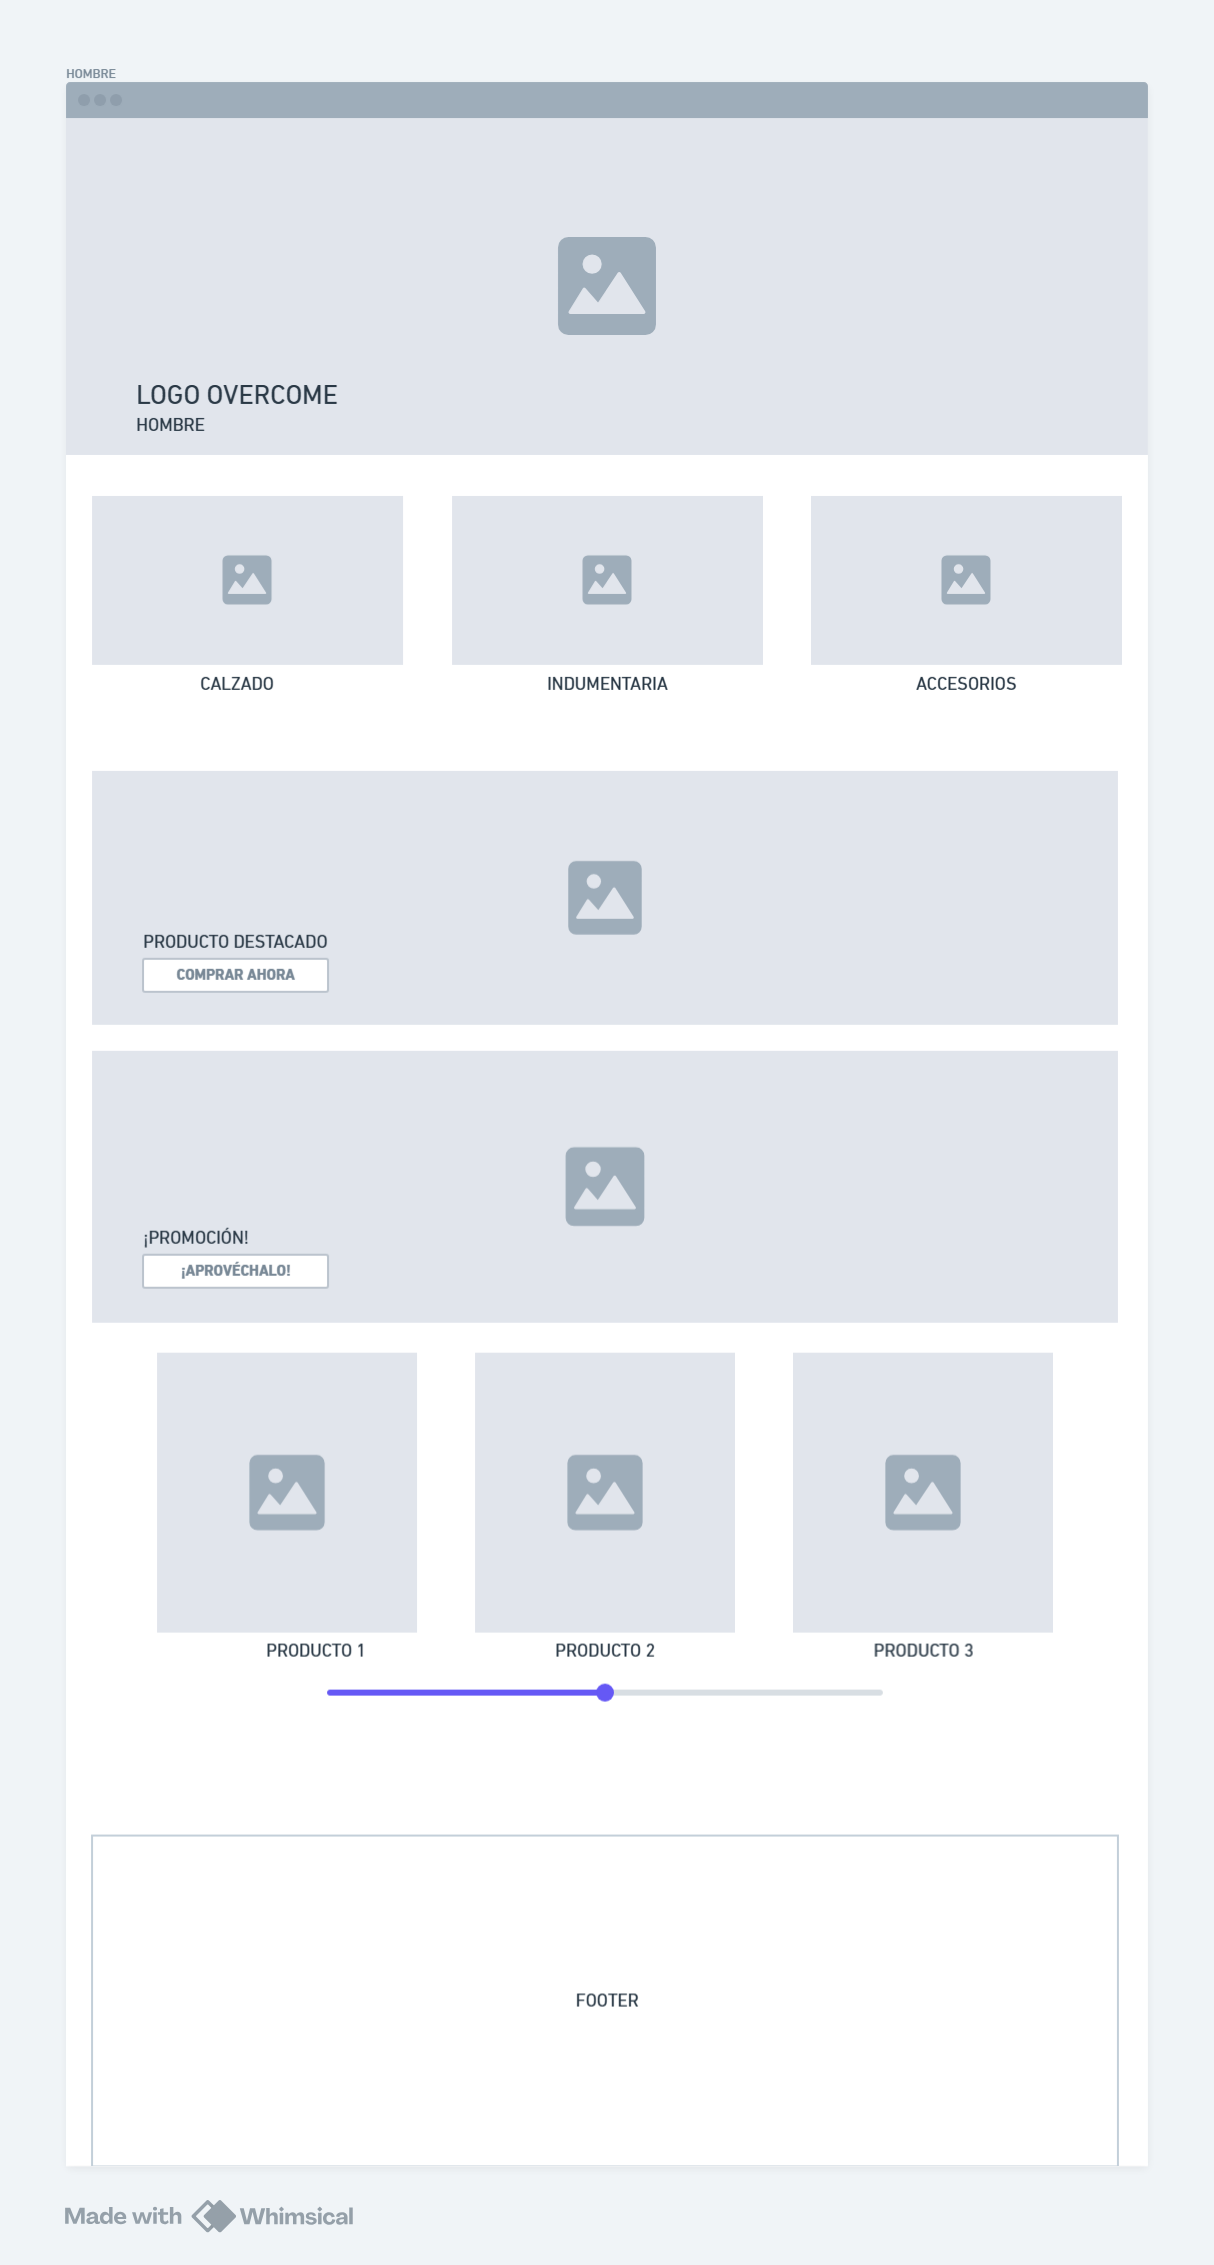 HOMBRE
LOGO OVERCOME
HOMBRE
CALZADO
INDUMENTARIA
ACCESORIOS
PRODUCTO DESTACADO
COMPRAR AHORA
¡PROMOCIÓN!
¡APROVÉCHALO!
PRODUCTO 1
PRODUCTO 2
PRODUCTO 3
FOOTER
Made with Whimsical